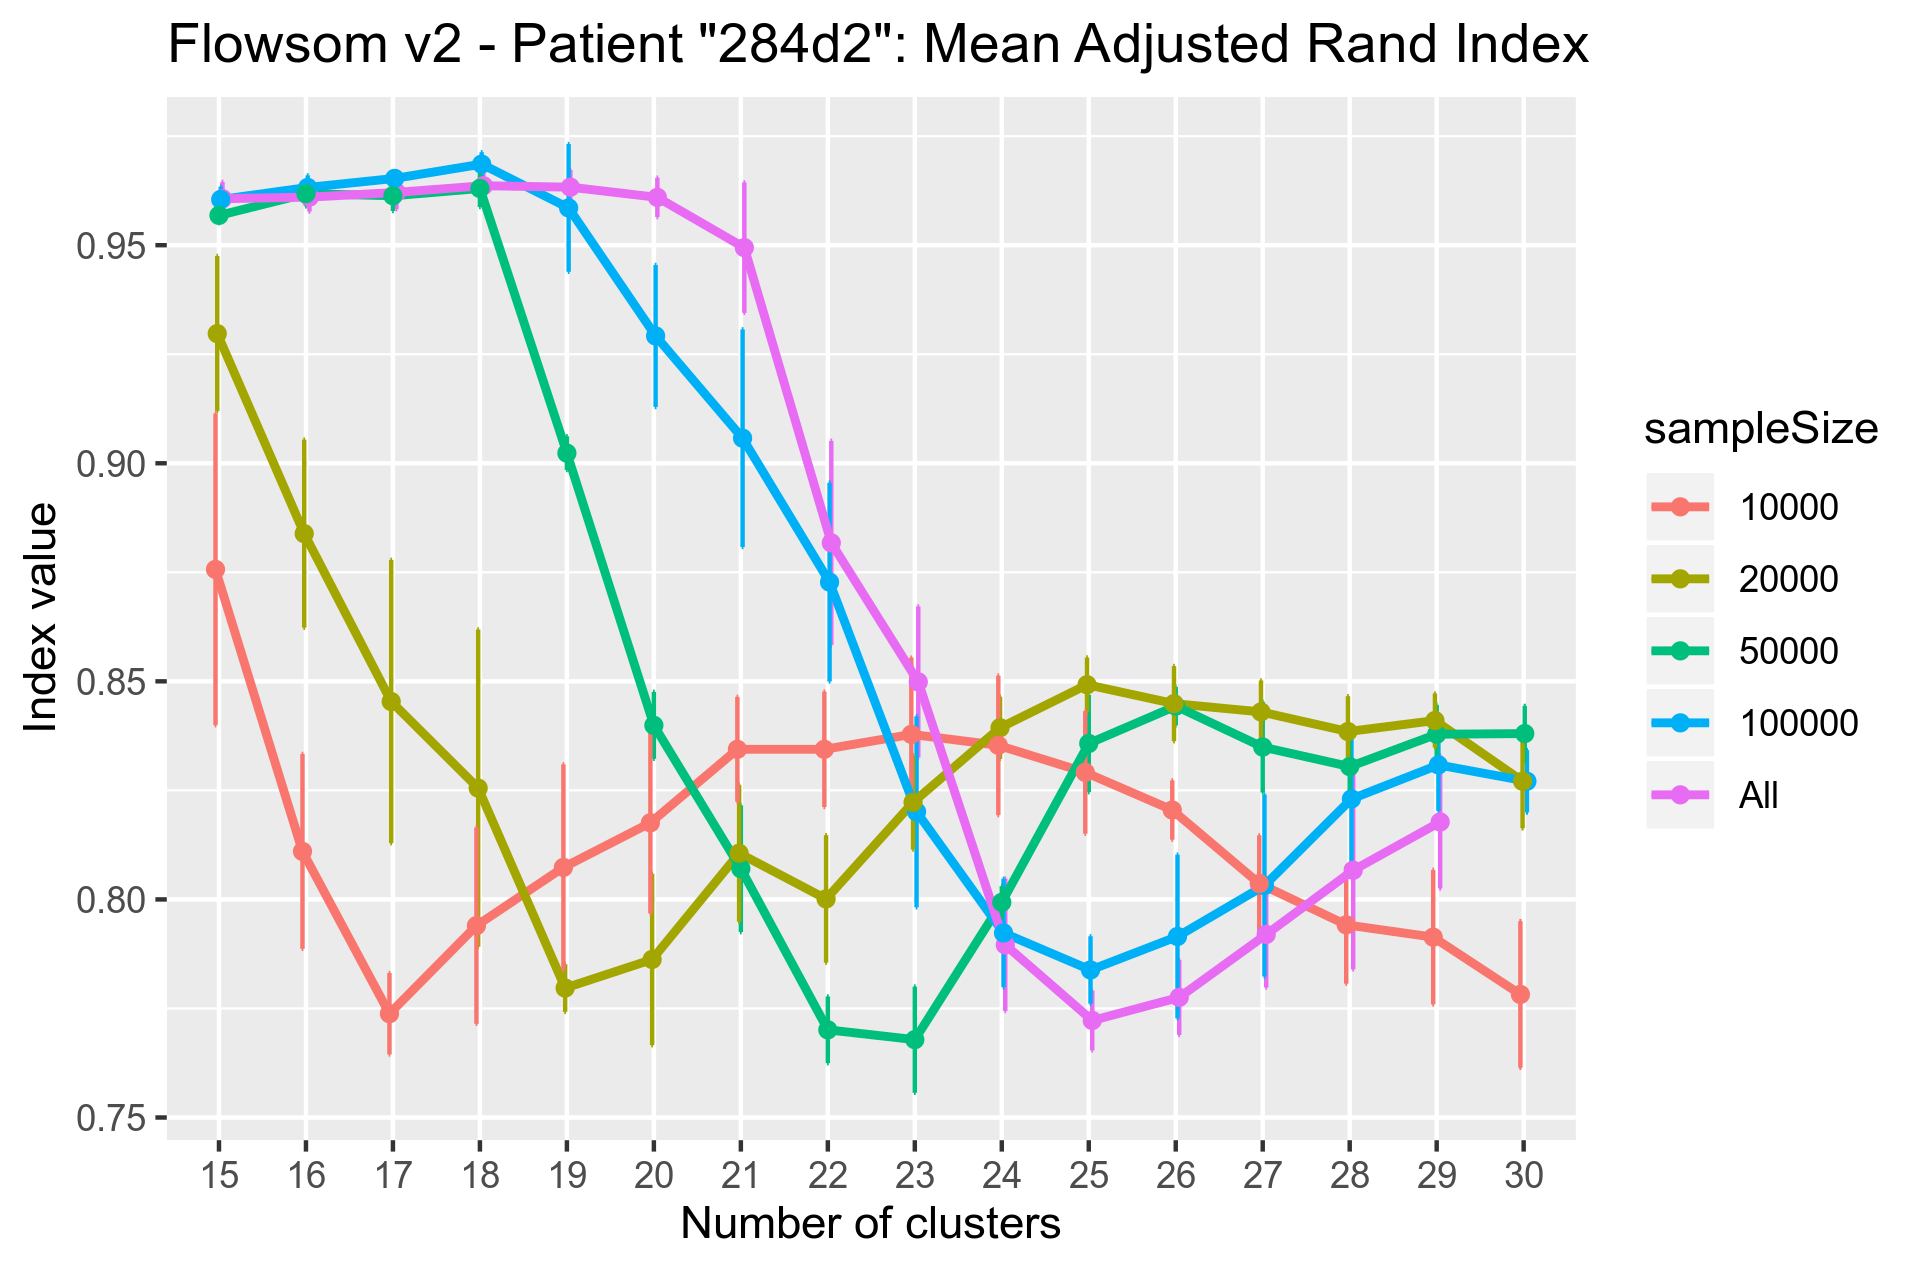 Flowsom v2 - Patient "284d2": Mean Adjusted Rand Index
Index value
0.95
0.90
0.85
0.80
0.75
15 16 17 18 19 20 21 22 23 24 25 26 27 28 29 30
Number of clusters
sampleSize
10000
20000
50000
100000
All